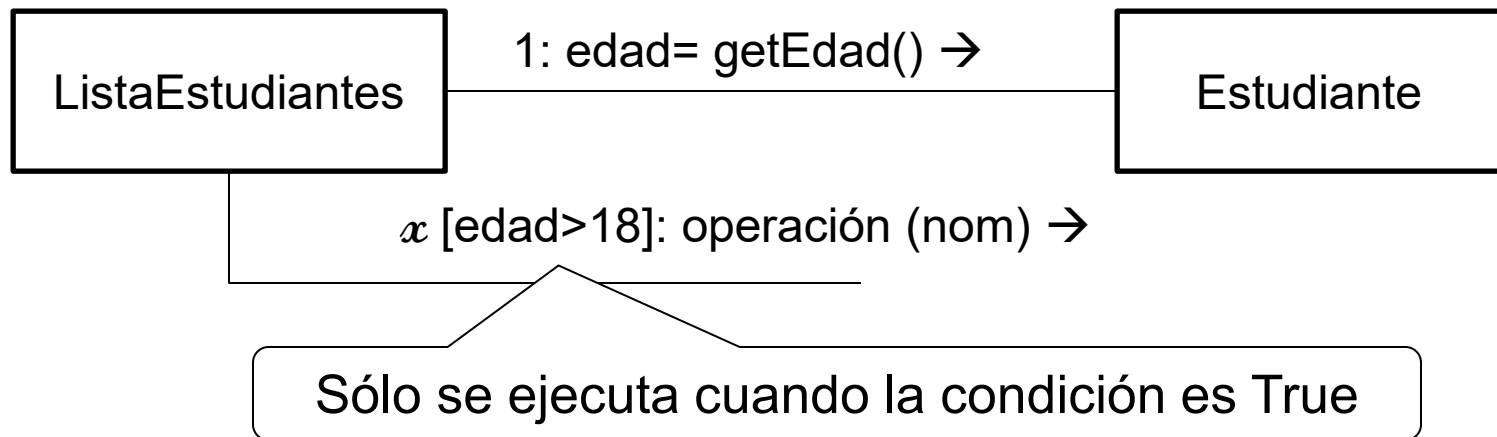 1: edad= getEdad() →
ListaEstudiantes
Estudiante
x [edad>18]: operación (nom) →
Sólo se ejecuta cuando la condición es True